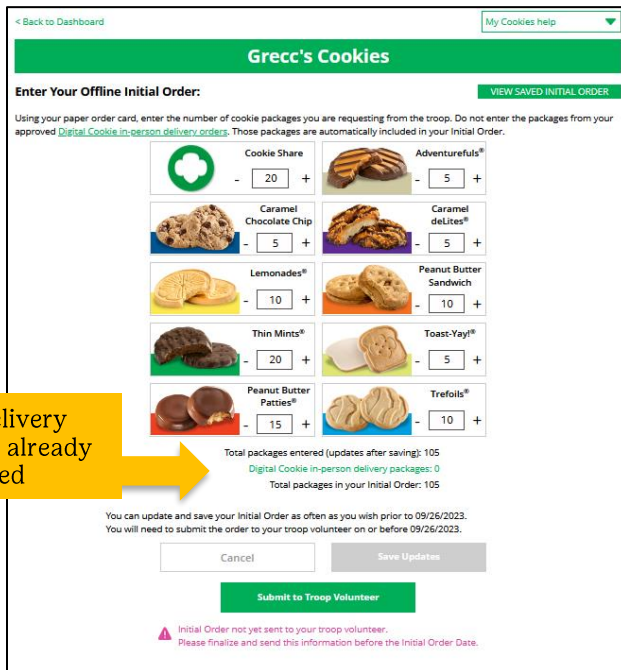 < Back to Dashboard
My Cookies help
Grecc's Cookies
Enter Your Offline Initial Order:
VIEW SAVED INITIAL ORDER
Using your paper order card, enter the number of cookie packages you are requesting from the troop. Do not enter the packages from your
approved Digital Cookie in-person delivery orders. Those packages are automatically included in your Initial Order.
Cookie Share
- 20 +
Adventurefuls®
- 5 +
Caramel
Chocolate Chip
- 5 +
Caramel
deLites®
- 5 +
Lemonades®
- 10 +
Peanut Butter
Sandwich
- 10 +
Thin Mints®
- 20 +
Toast-Yay!®
- 5 +
Peanut Butter
Patties®
- 15 +
Trefoils®
- 10 +
elivery
already
ed
Total packages entered (updates after saving): 105
Digital Cookie in-person delivery packages: 0
Total packages in your Initial Order: 105
You can update and save your Initial Order as often as you wish prior to 09/26/2023.
You will need to submit the order to your troop volunteer on or before 09/26/2023.
Cancel
Save Updates
Submit to Troop Volunteer
Initial Order not yet sent to your troop volunteer.
Please finalize and send this information before the Initial Order Date.